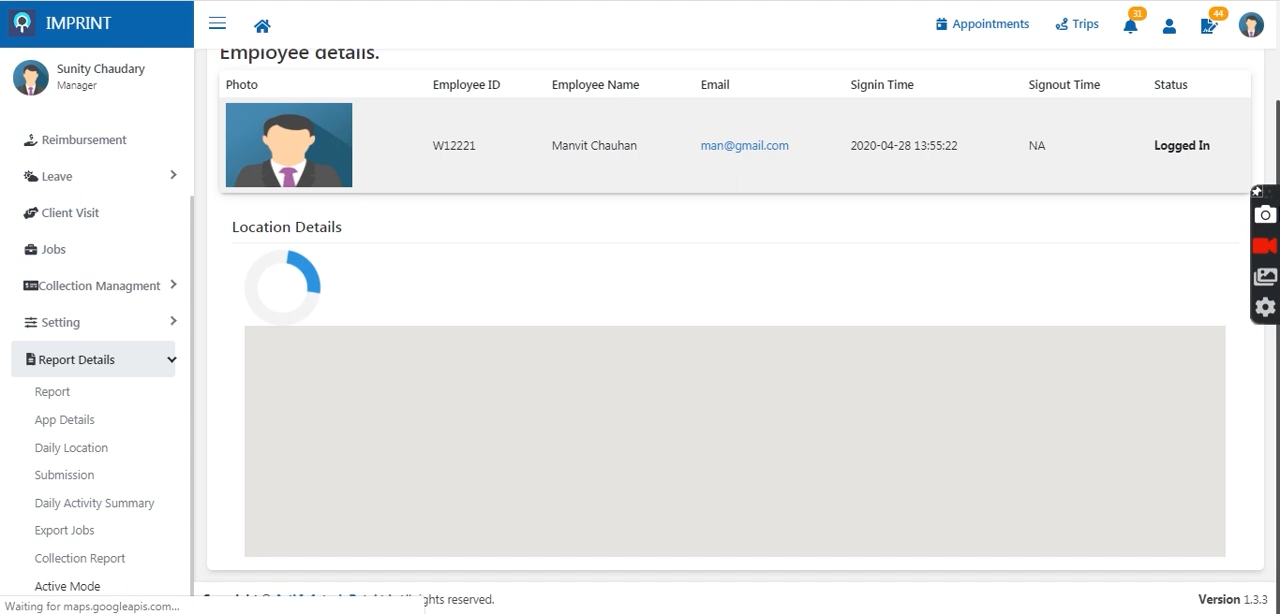 IMPRINT
Appointments
Trips
31
44
Sunity Chaudary
Manager
Reimbursement
Leave
Client Visit
Jobs
Collection Managment
Setting
Report Details
Report
App Details
Daily Location
Submission
Daily Activity Summary
Export Jobs
Collection Report
Active Mode
Waiting for maps.googleapis.com...
Employee details.
Photo Employee ID Employee Name Email Signin Time Signout Time Status
W12221 Manvit Chauhan man@gmail.com 2020-04-28 13:55:22 NA Logged In
Location Details
rights reserved.
Version 1.3.3